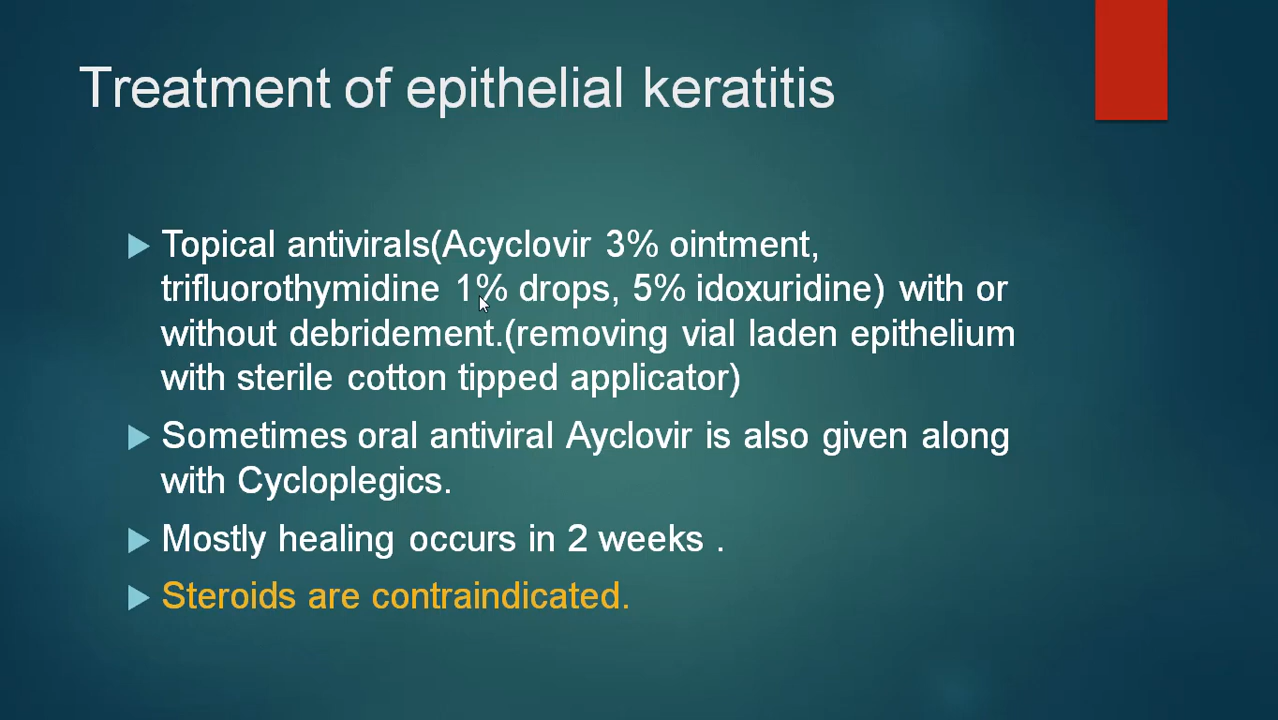 Treatment of epithelial keratitis
Topical antivirals(Acyclovir 3% ointment,
trifluorothymidine 1% drops, 5% idoxuridine) with or
without debridement.(removing vial laden epithelium
with sterile cotton tipped applicator)
Sometimes oral antiviral Ayclovir is also given along
with Cycloplegics.
Mostly healing occurs in 2 weeks .
Steroids are contraindicated.